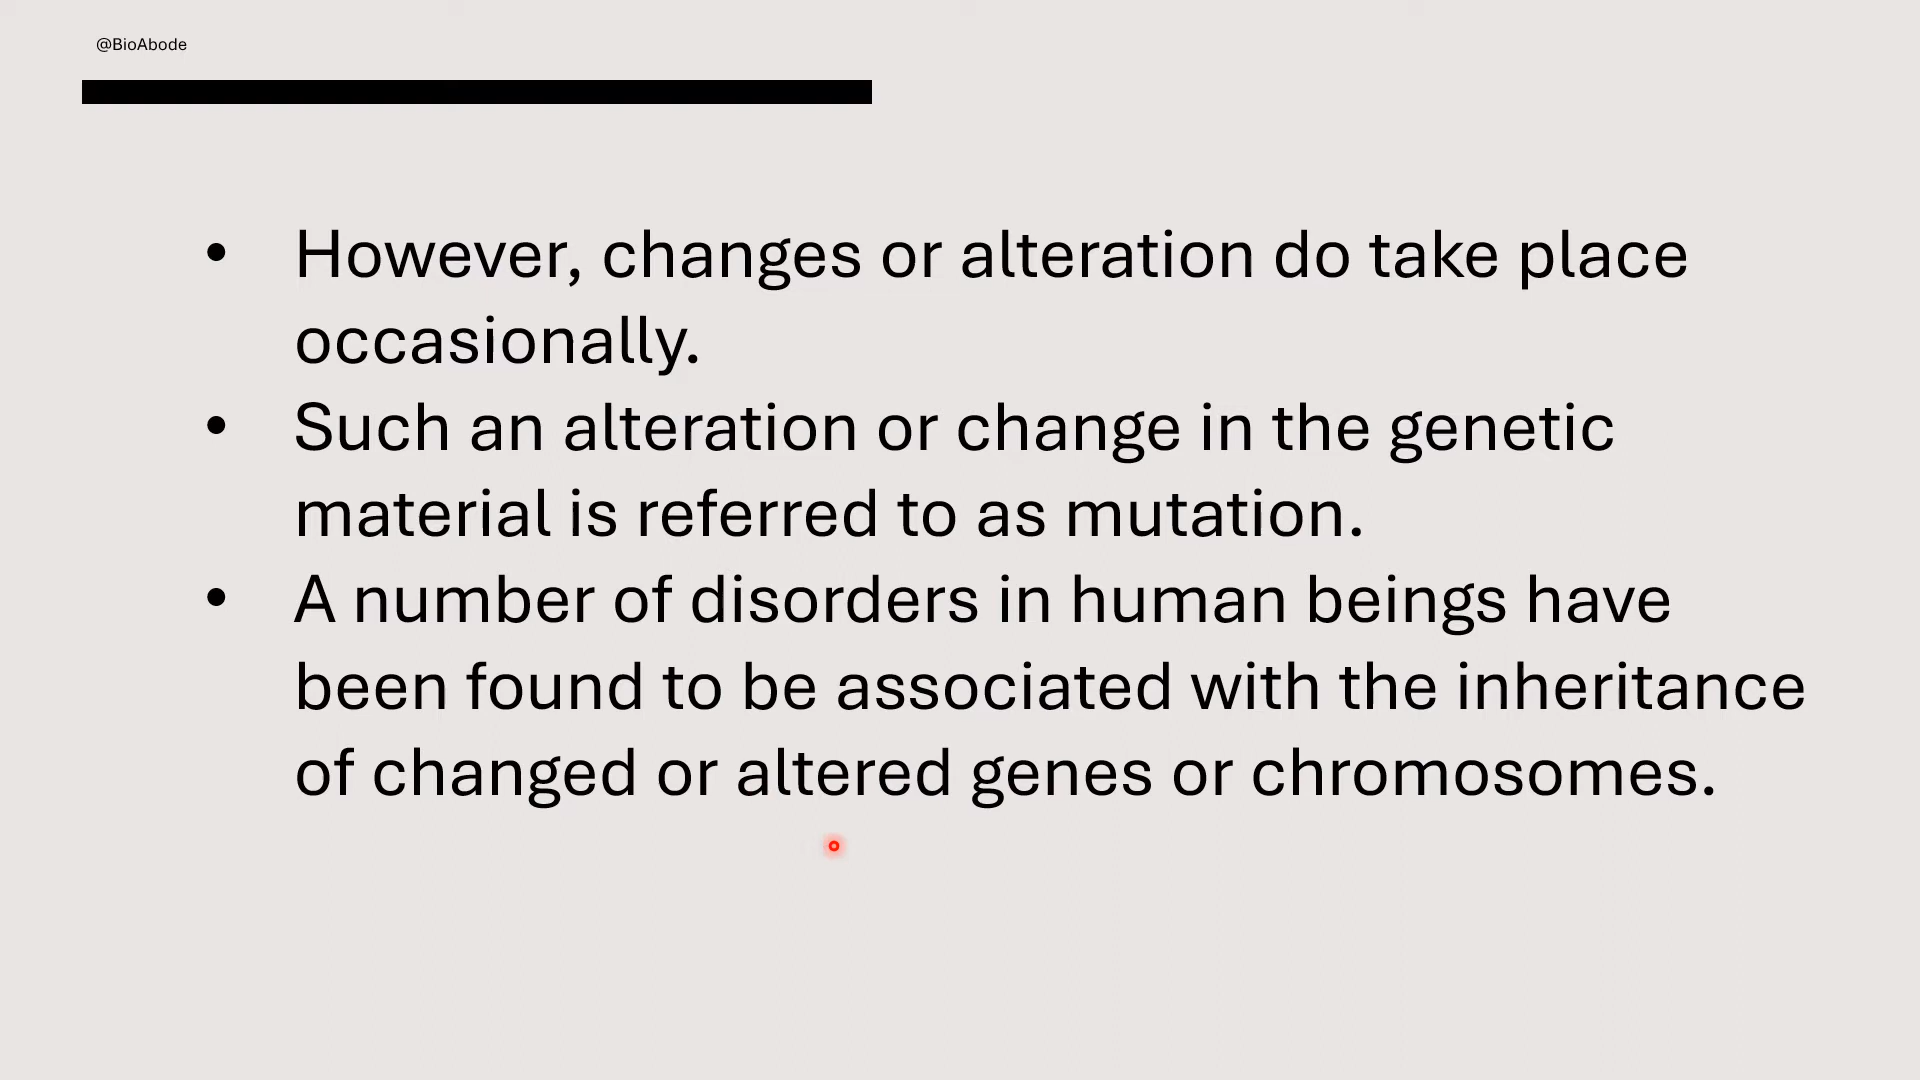 @BioAbode
• However, changes or alteration do take place
occasionally.
• Such an alteration or change in the genetic
material is referred to as mutation.
• A number of disorders in human beings have
been found to be associated with the inheritance
of changed or altered genes or chromosomes.